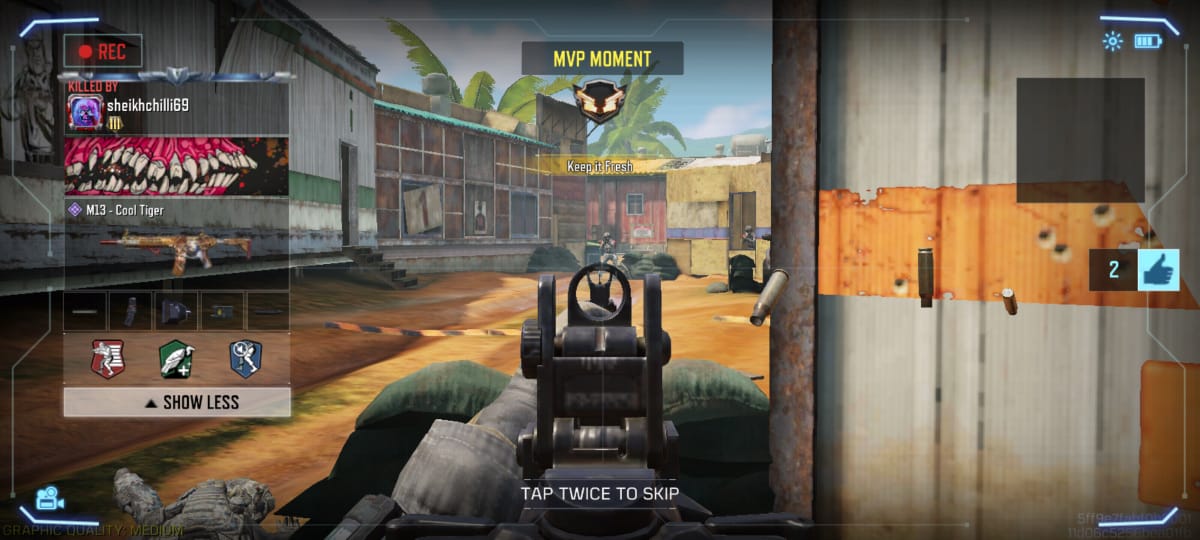 REC
MVP MOMENT
KILLED BY
sheikhchilli69
III
Keep it Fresh
M13 - Cool Tiger
2
SHOW LESS
TAP TWICE TO SKIP
GRAPHIC QUALITY: MEDIUM